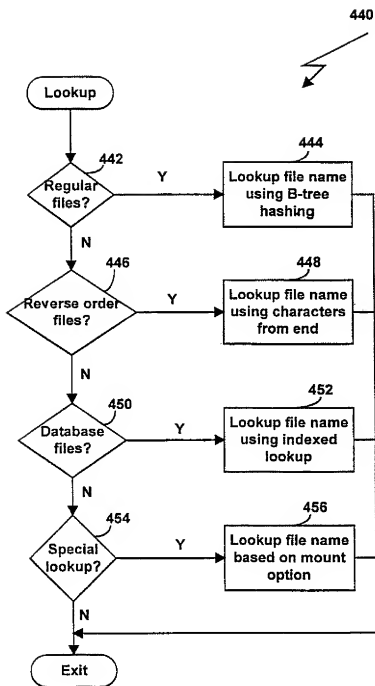 440
Lookup
442
Regular
files?
Y
444
Lookup file name
using B-tree
hashing
N
446
Reverse order
files?
Y
448
Lookup file name
using characters
from end
N
450
Database
files?
Y
452
Lookup file name
using indexed
lookup
N
454
Special
lookup?
Y
456
Lookup file name
based on mount
option
N
Exit